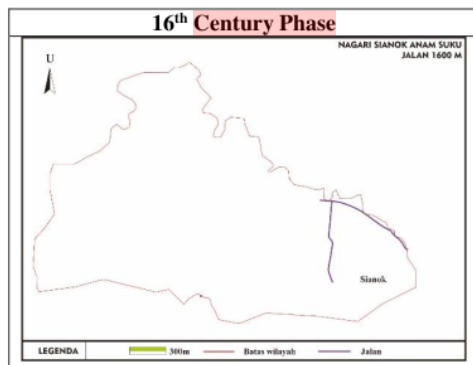 16th Century Phase
NAGARI SIANOK ANAM SUKU
JALAN 1600 M
U
Sianok
LEGENDA 300m Batas wilayah Jalan